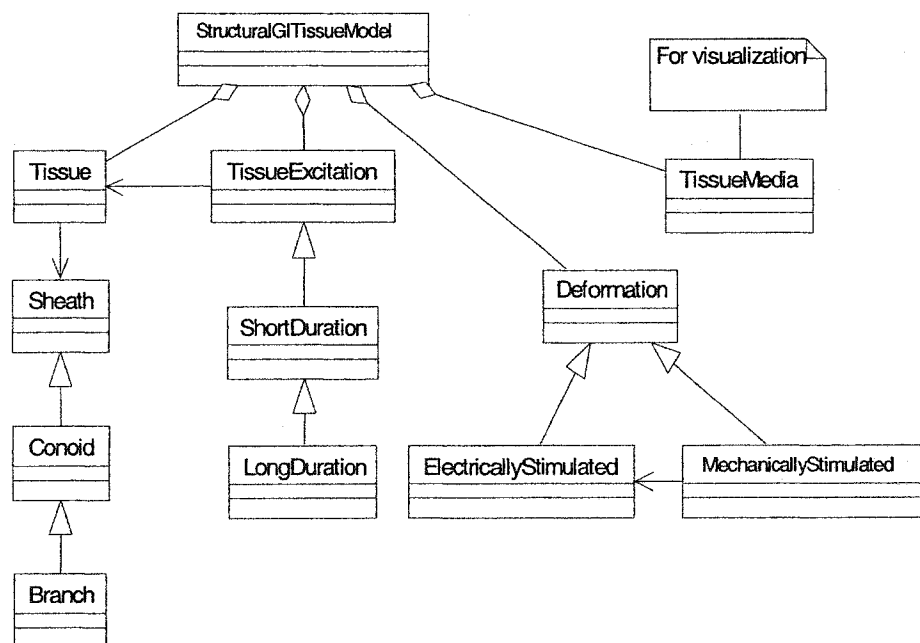 StructuralGITissueModel
For visualization
Tissue
TissueExcitation
TissueMedia
Sheath
Deformation
ShortDuration
Conoid
LongDuration
ElectricallyStimulated
MechanicallyStimulated
Branch